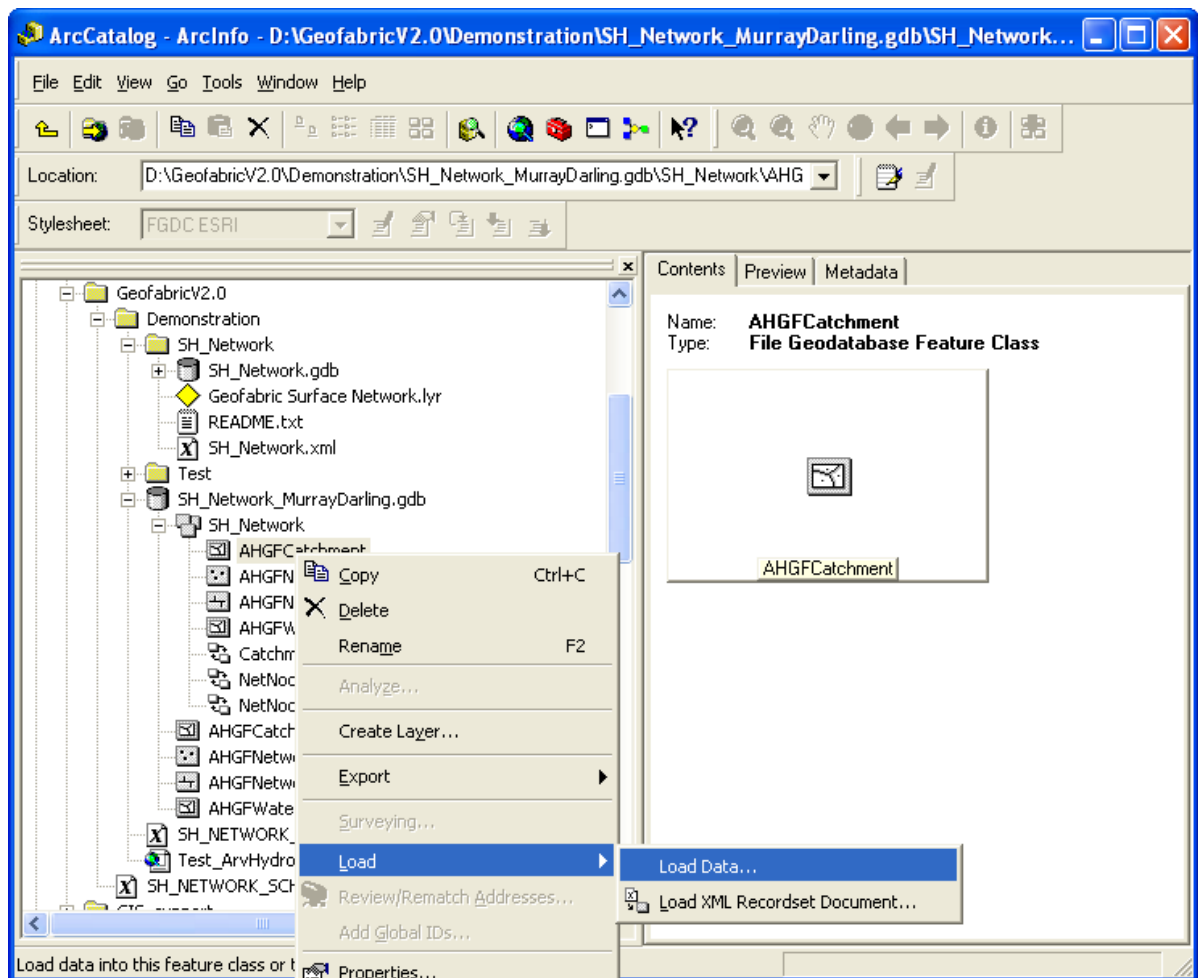 ArcCatalog - ArcInfo - D:\GeofabricV2.0\Demonstration\SH_Network_MurrayDarling.gdb\SH_Network...
File Edit View Go Tools Window Help
Location: D:\GeofabricV2.0\Demonstration\SH_Network_MurrayDarling.gdb\SH_Network\AHG
Stylesheet: FGDC ESRI
Contents Preview Metadata
GeofabricV2.0
Demonstration
SH_Network
SH_Network.gdb
Geofabric Surface Network.lyr
README.txt
SH_Network.xml
Test
SH_Network_MurrayDarling.gdb
SH_Network
AHGFCatchment
AHGFN
AHGFN
AHGFW
Catchm
NetNod
NetNod
AHGFCatch
AHGFNetw
AHGFNetw
AHGFWate
SH_NETWORK_
Test_ArvHydro
SH_NETWORK_SCH
Copy Ctrl+C
Delete
Rename F2
Analyze...
Create Layer...
Export
Surveying...
Load
Review/Rematch Addresses...
Add Global IDs...
Properties...
Load Data...
Load XML Recordset Document...
Name: AHGFCatchment
Type: File Geodatabase Feature Class
AHGFCatchment
Load data into this feature class or t